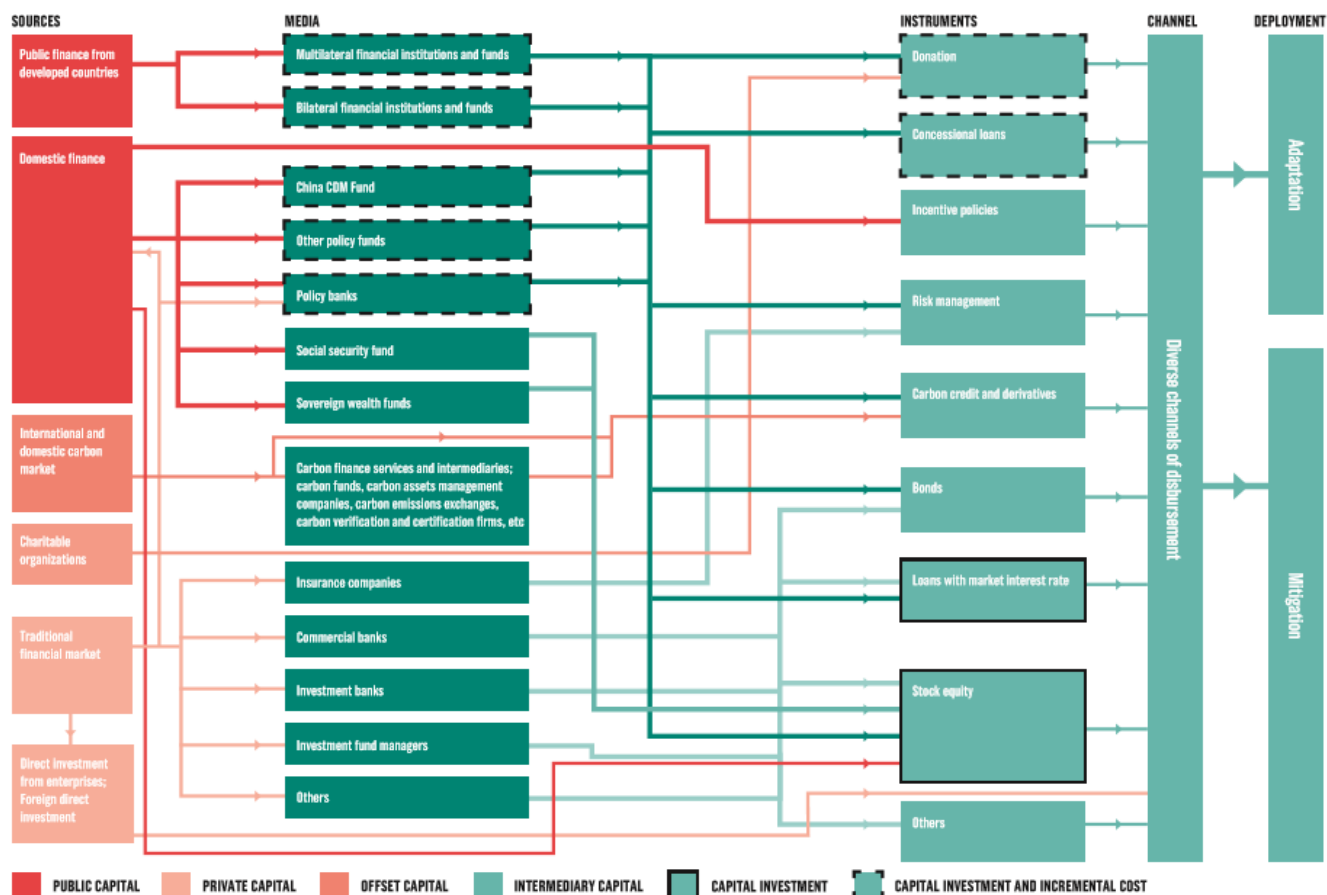 SOURCES
MEDIA
INSTRUMENTS
CHANNEL
DEPLOYMENT
Public finance from
developed countries
Domestic finance
International and
domestic carbon
market
Charitable
organizations
Traditional
financial market
Direct investment
from enterprises;
Foreign direct
investment
Multilateral financial institutions and funds
Bilateral financial institutions and funds
China CDM Fund
Other policy funds
Policy banks
Social security fund
Sovereign wealth funds
Carbon finance services and intermediaries;
carbon funds, carbon assets management
companies, carbon emissions exchanges,
carbon verification and certification firms, etc
Insurance companies
Commercial banks
Investment banks
Investment fund managers
Others
Donation
Concessional loans
Incentive policies
Risk management
Carbon credit and derivatives
Bonds
Loans with market interest rate
Stock equity
Others
Diverse channels of disbursement
Adaptation
Mitigation
PUBLIC CAPITAL
PRIVATE CAPITAL
OFFSET CAPITAL
INTERMEDIARY CAPITAL
CAPITAL INVESTMENT
CAPITAL INVESTMENT AND INCREMENTAL COST